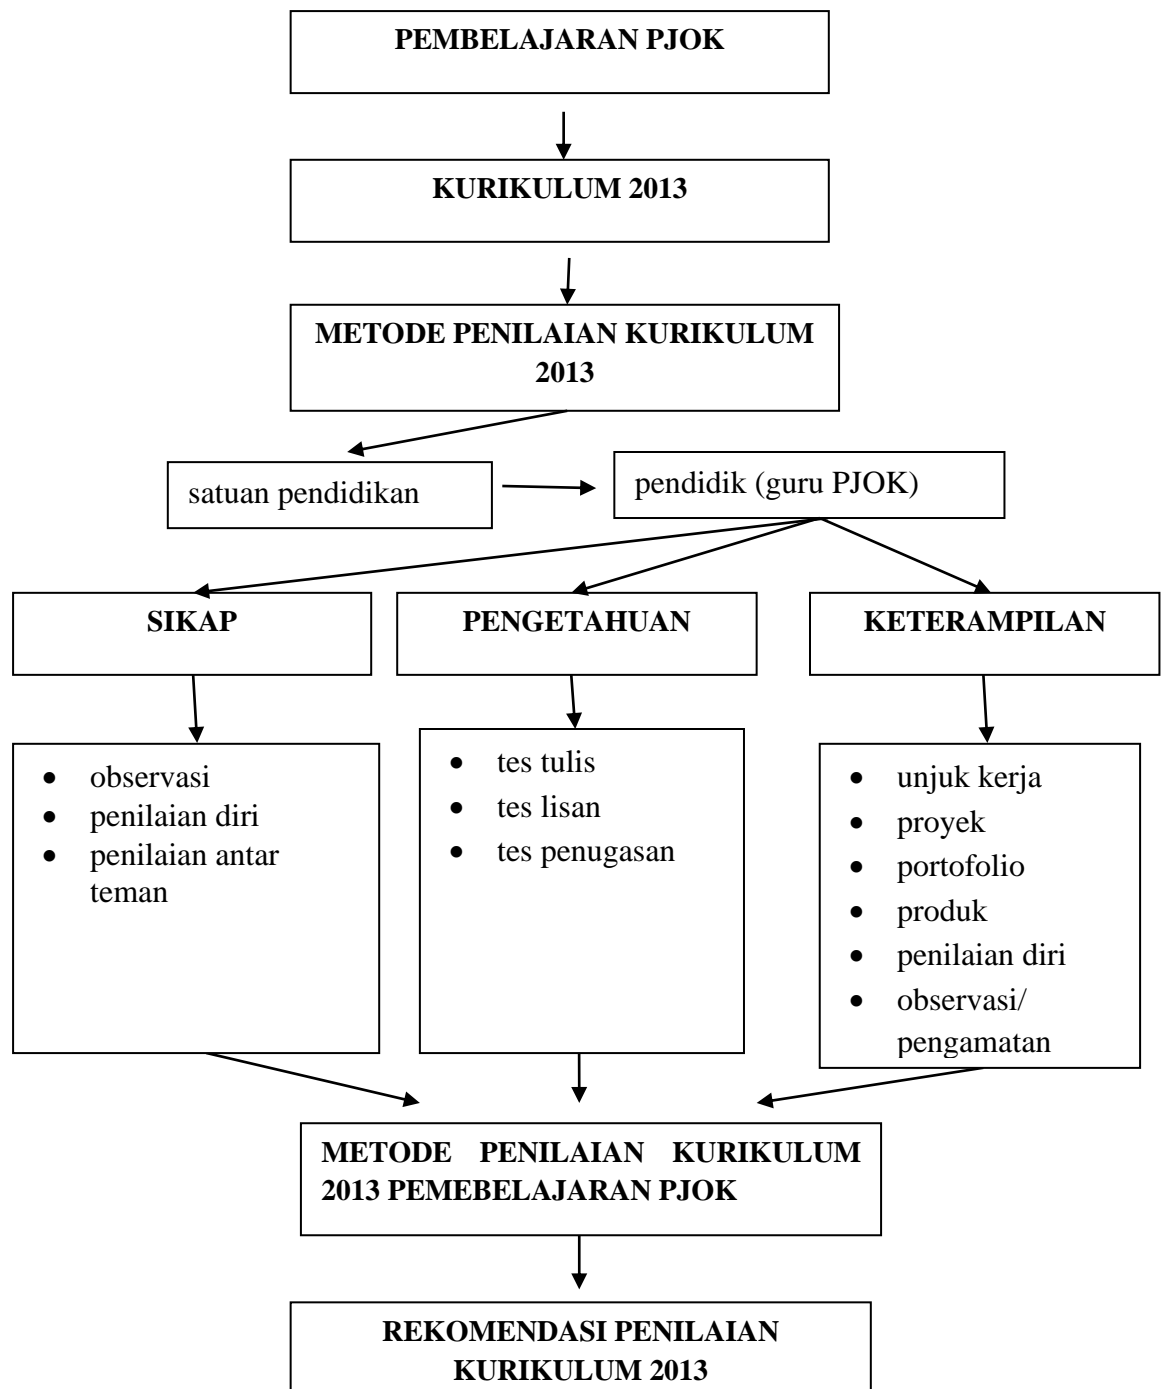 PEMBELAJARAN PJOK
KURIKULUM 2013
METODE PENILAIAN KURIKULUM
2013
satuan pendidikan
pendidik (guru PJOK)
SIKAP
PENGETAHUAN
KETERAMPILAN
• observasi
• penilaian diri
• penilaian antar
teman
• tes tulis
• tes lisan
• tes penugasan
• unjuk kerja
• proyek
• portofolio
• produk
• penilaian diri
• observasi/
pengamatan
METODE PENILAIAN KURIKULUM
2013 PEMEBELAJARAN PJOK
REKOMENDASI PENILAIAN
KURIKULUM 2013